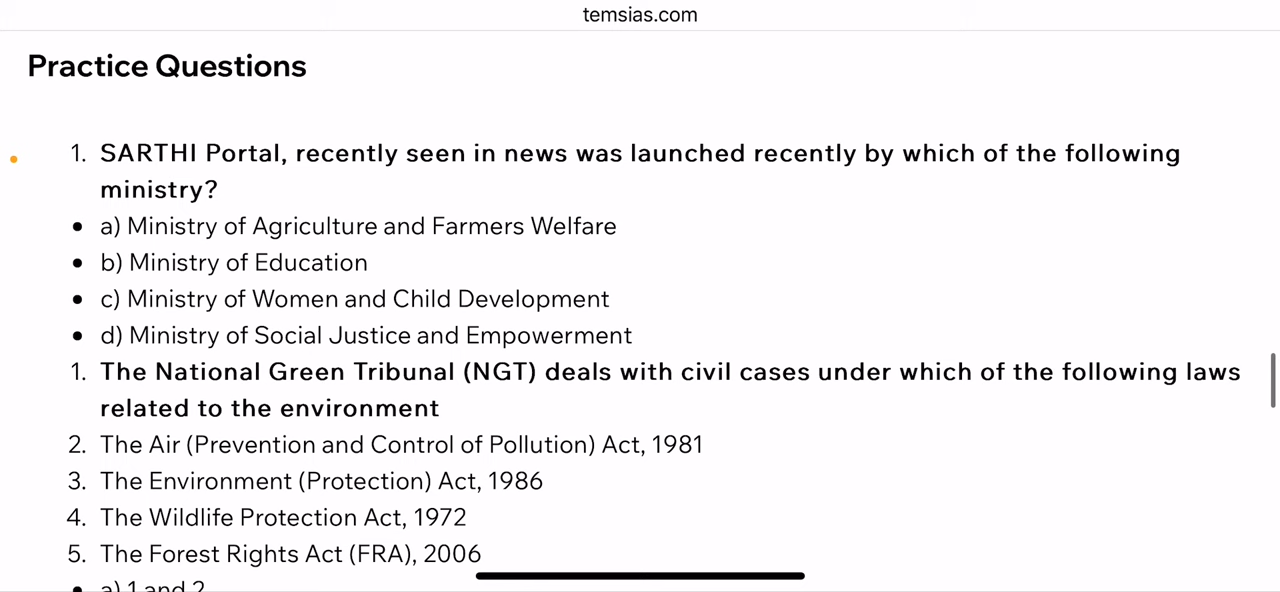 temsias.com
Practice Questions
1. SARTHI Portal, recently seen in news was launched recently by which of the following
ministry?
• a) Ministry of Agriculture and Farmers Welfare
• b) Ministry of Education
• c) Ministry of Women and Child Development
• d) Ministry of Social Justice and Empowerment
1. The National Green Tribunal (NGT) deals with civil cases under which of the following laws
related to the environment
2. The Air (Prevention and Control of Pollution) Act, 1981
3. The Environment (Protection) Act, 1986
4. The Wildlife Protection Act, 1972
5. The Forest Rights Act (FRA), 2006
• a) 1 and 2